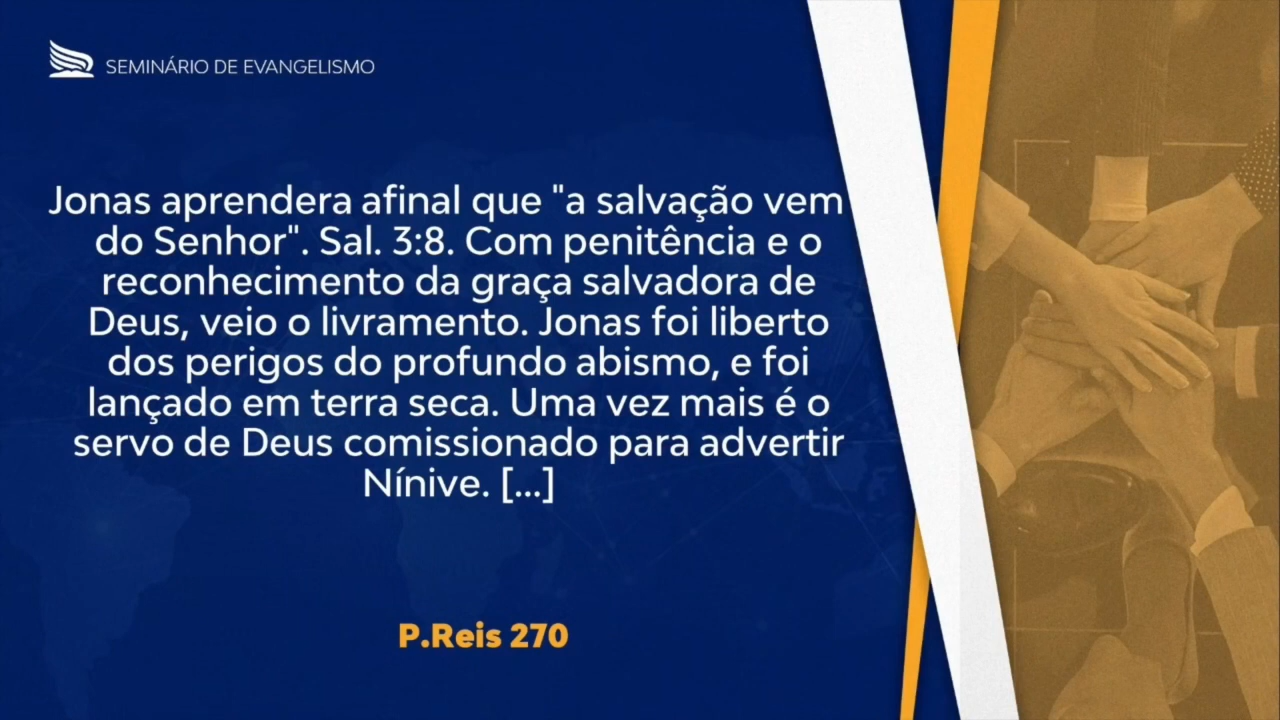 SEMINÁRIO DE EVANGELISMO
Jonas aprendera afinal que "a salvação vem
do Senhor". Sal. 3:8. Com penitência e o
reconhecimento da graça salvadora de
Deus, veio o livramento. Jonas foi liberto
dos perigos do profundo abismo, e foi
lançado em terra seca. Uma vez mais é o
servo de Deus comissionado para advertir
Nínive. [...]
P.Reis 270